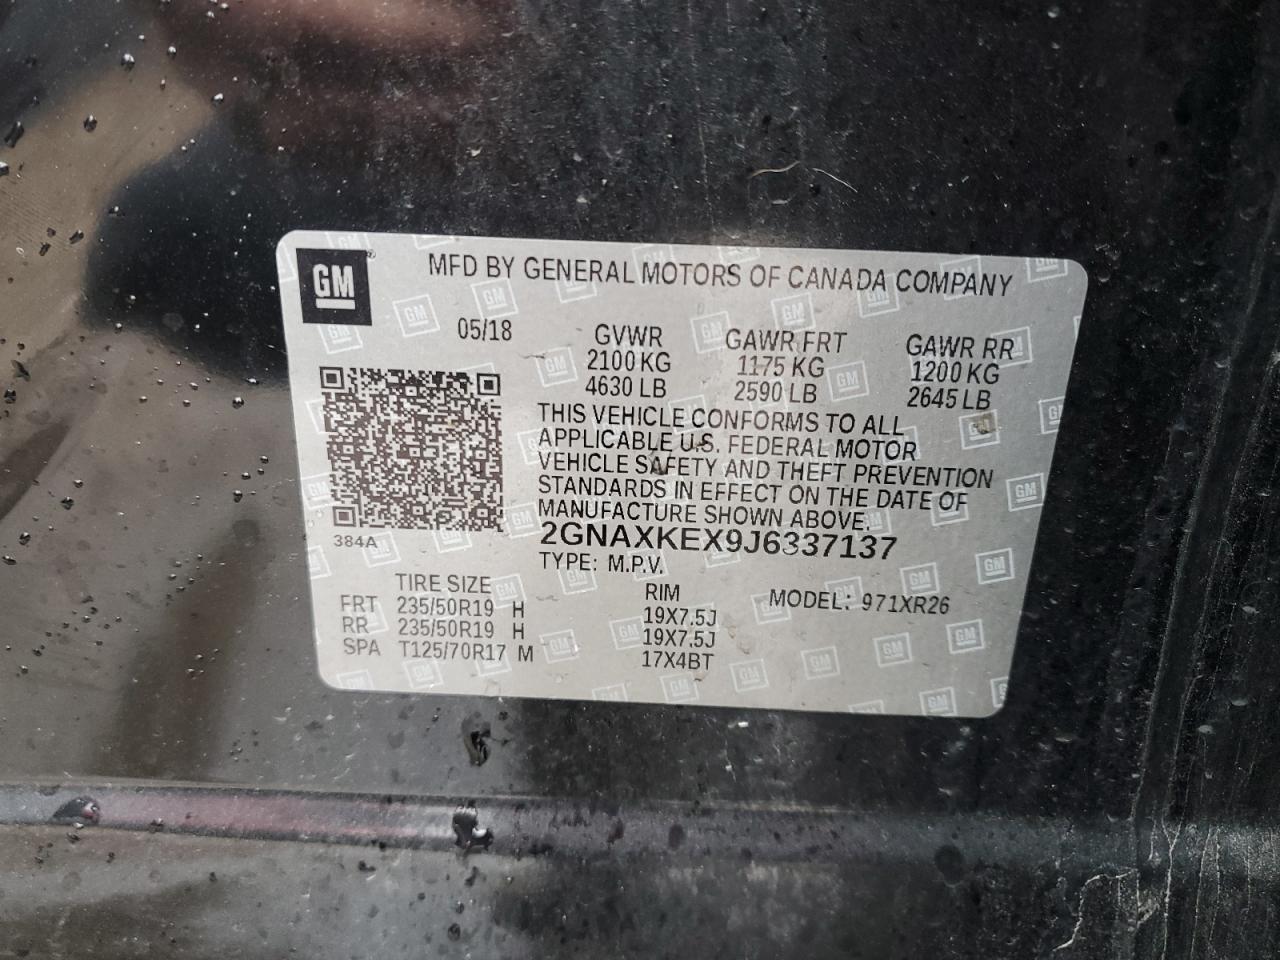 GM ®
MFD BY GENERAL MOTORS OF CANADA COMPANY
05/18 GVWR GAWR FRT GAWR RR
2100 KG 1175 KG 1200 KG
4630 LB 2590 LB 2645 LB
THIS VEHICLE CONFORMS TO ALL
APPLICABLE U.S. FEDERAL MOTOR
VEHICLE SAFETY AND THEFT PREVENTION
STANDARDS IN EFFECT ON THE DATE OF
MANUFACTURE SHOWN ABOVE.
384A
2GNAXKEX9J6337137
TYPE: M.P.V.
TIRE SIZE RIM MODEL: 971XR26
FRT 235/50R19 H 19X7.5J
RR 235/50R19 H 19X7.5J
SPA T125/70R17 M 17X4BT